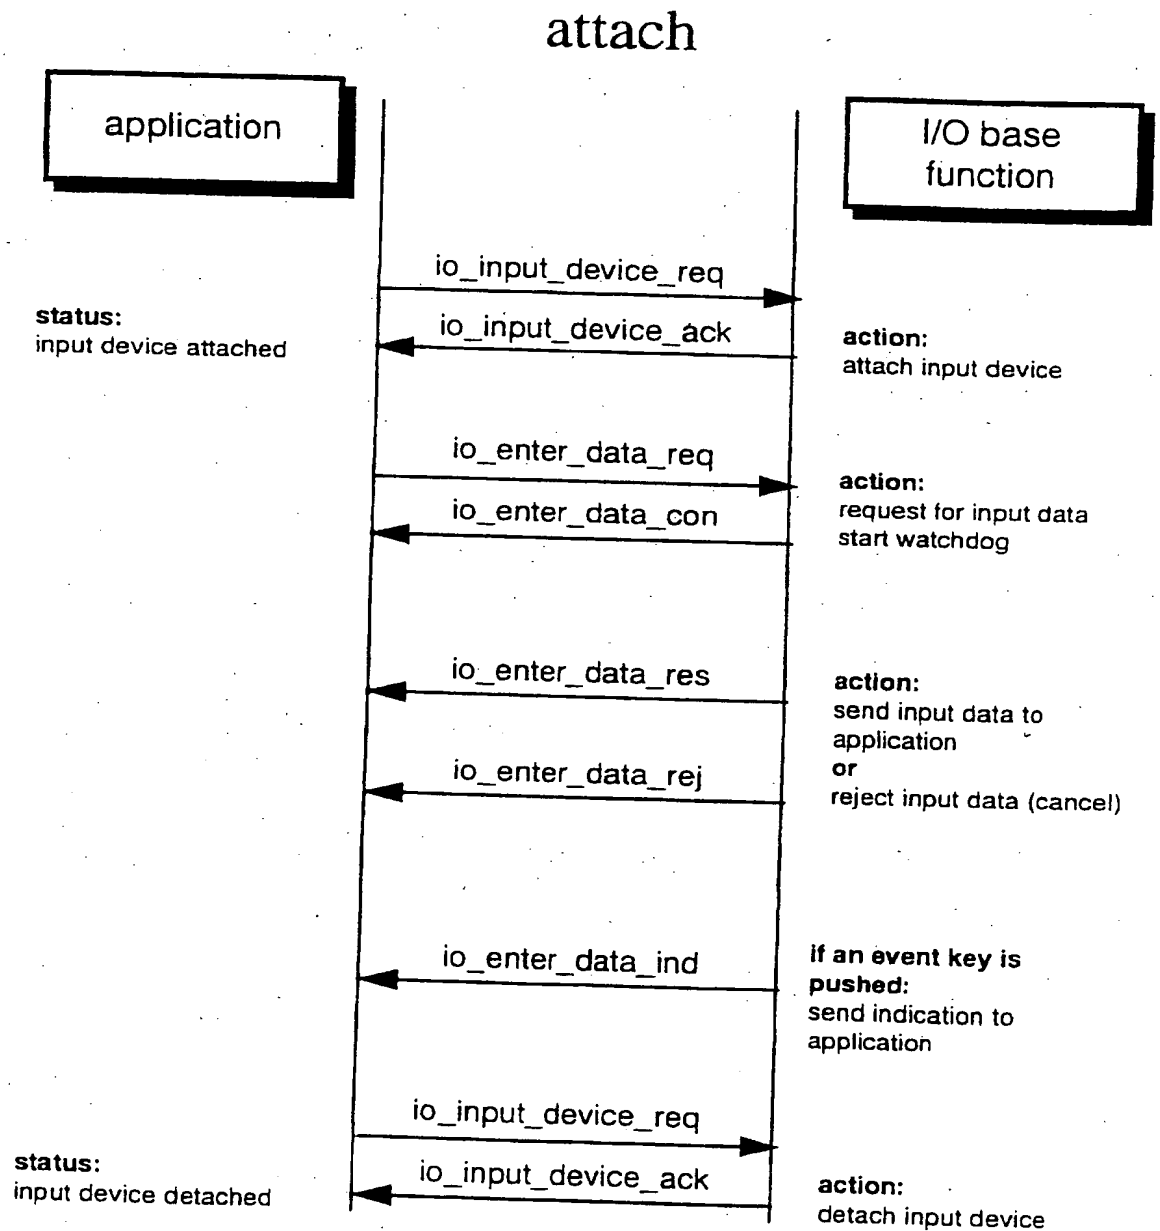 attach
application
I/O base
function
io_input_device_req
status:
input device attached
io_input_device_ack
action:
attach input device
io_enter_data_req
action:
request for input data
start watchdog
io_enter_data_con
io_enter_data_res
action:
send input data to
application
or
reject input data (cancel)
io_enter_data_rej
io_enter_data_ind
if an event key is
pushed:
send indication to
application
io_input_device_req
status:
input device detached
io_input_device_ack
action:
detach input device